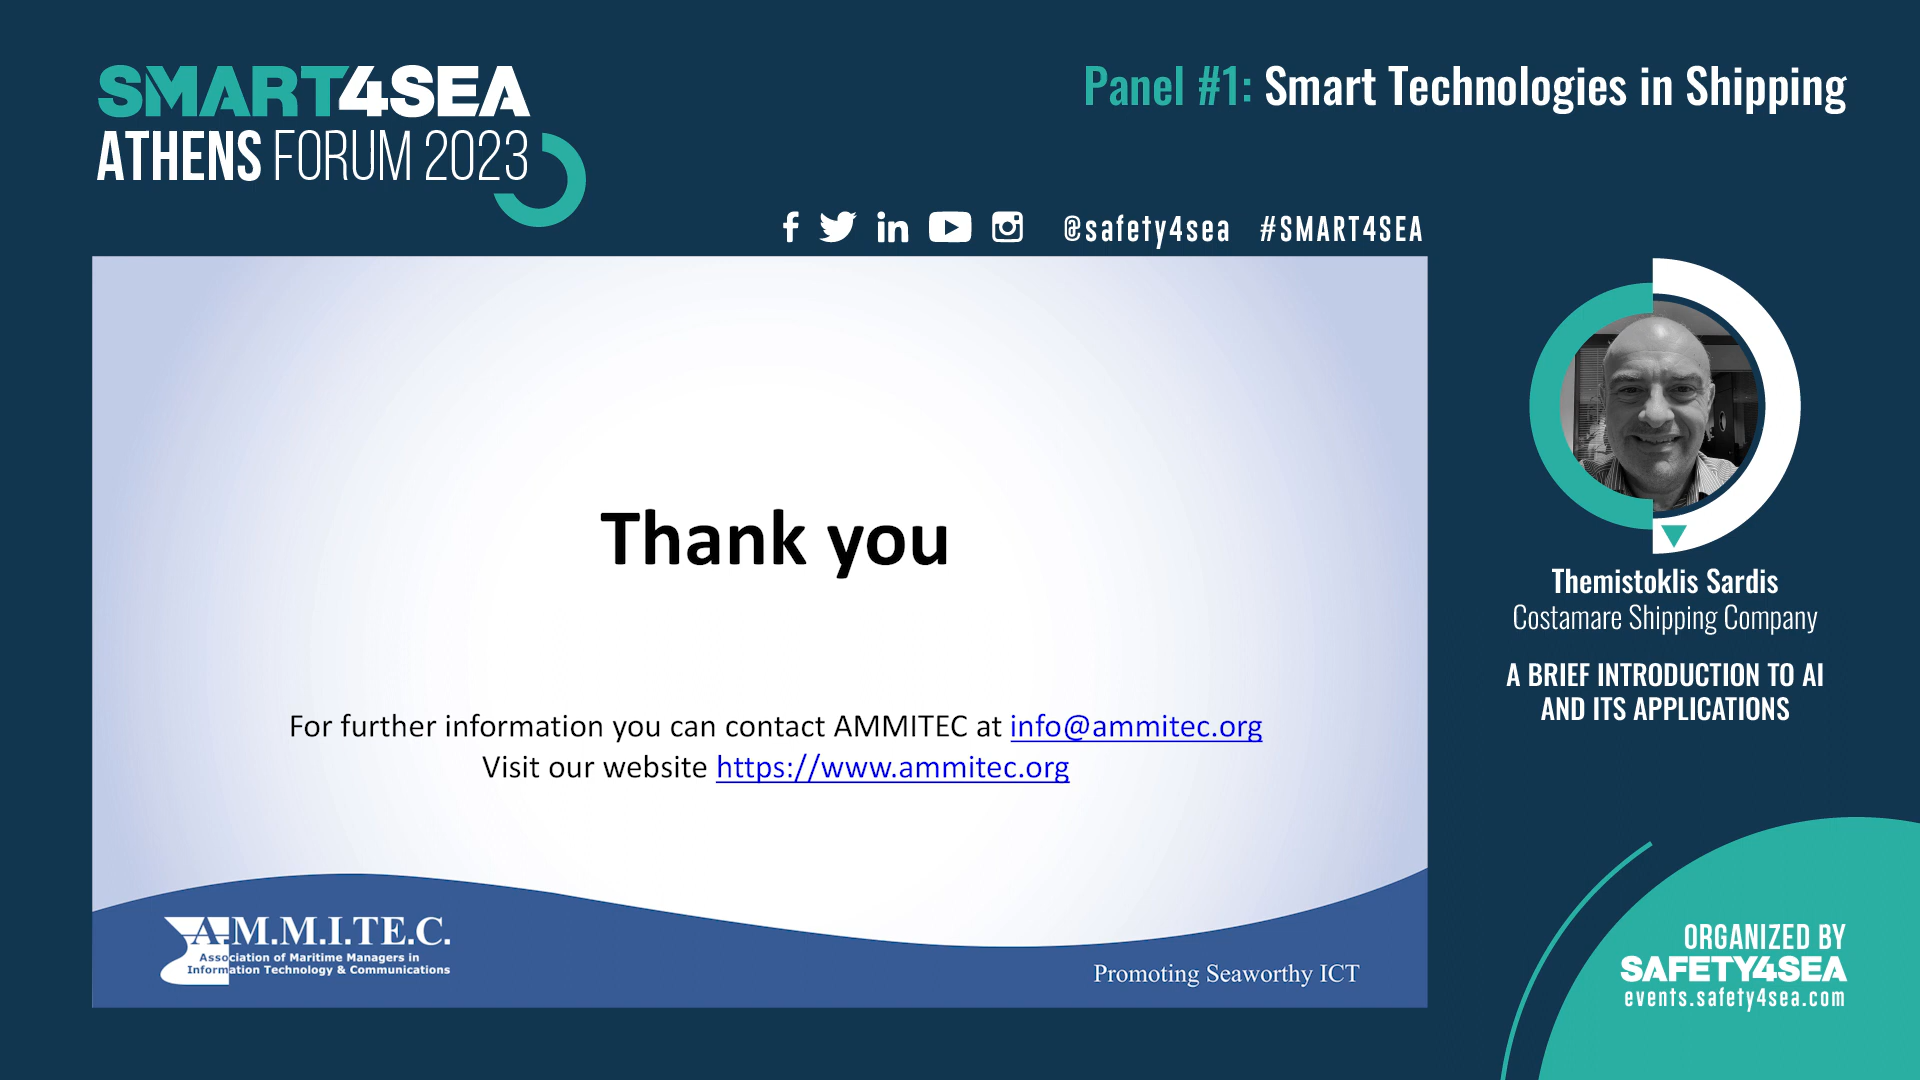 SMART4SEA
ATHENS FORUM 2023
Panel #1: Smart Technologies in Shipping
@safety4sea #SMART4SEA
Thank you
For further information you can contact AMMITEC at info@ammitec.org
Visit our website https://www.ammitec.org
A.M.M.I.TE.C.
Association of Maritime Managers in
Information Technology & Communications
Promoting Seaworthy ICT
Themistoklis Sardis
Costamare Shipping Company
A BRIEF INTRODUCTION TO AI
AND ITS APPLICATIONS
ORGANIZED BY
SAFETY4SEA
events.safety4sea.com